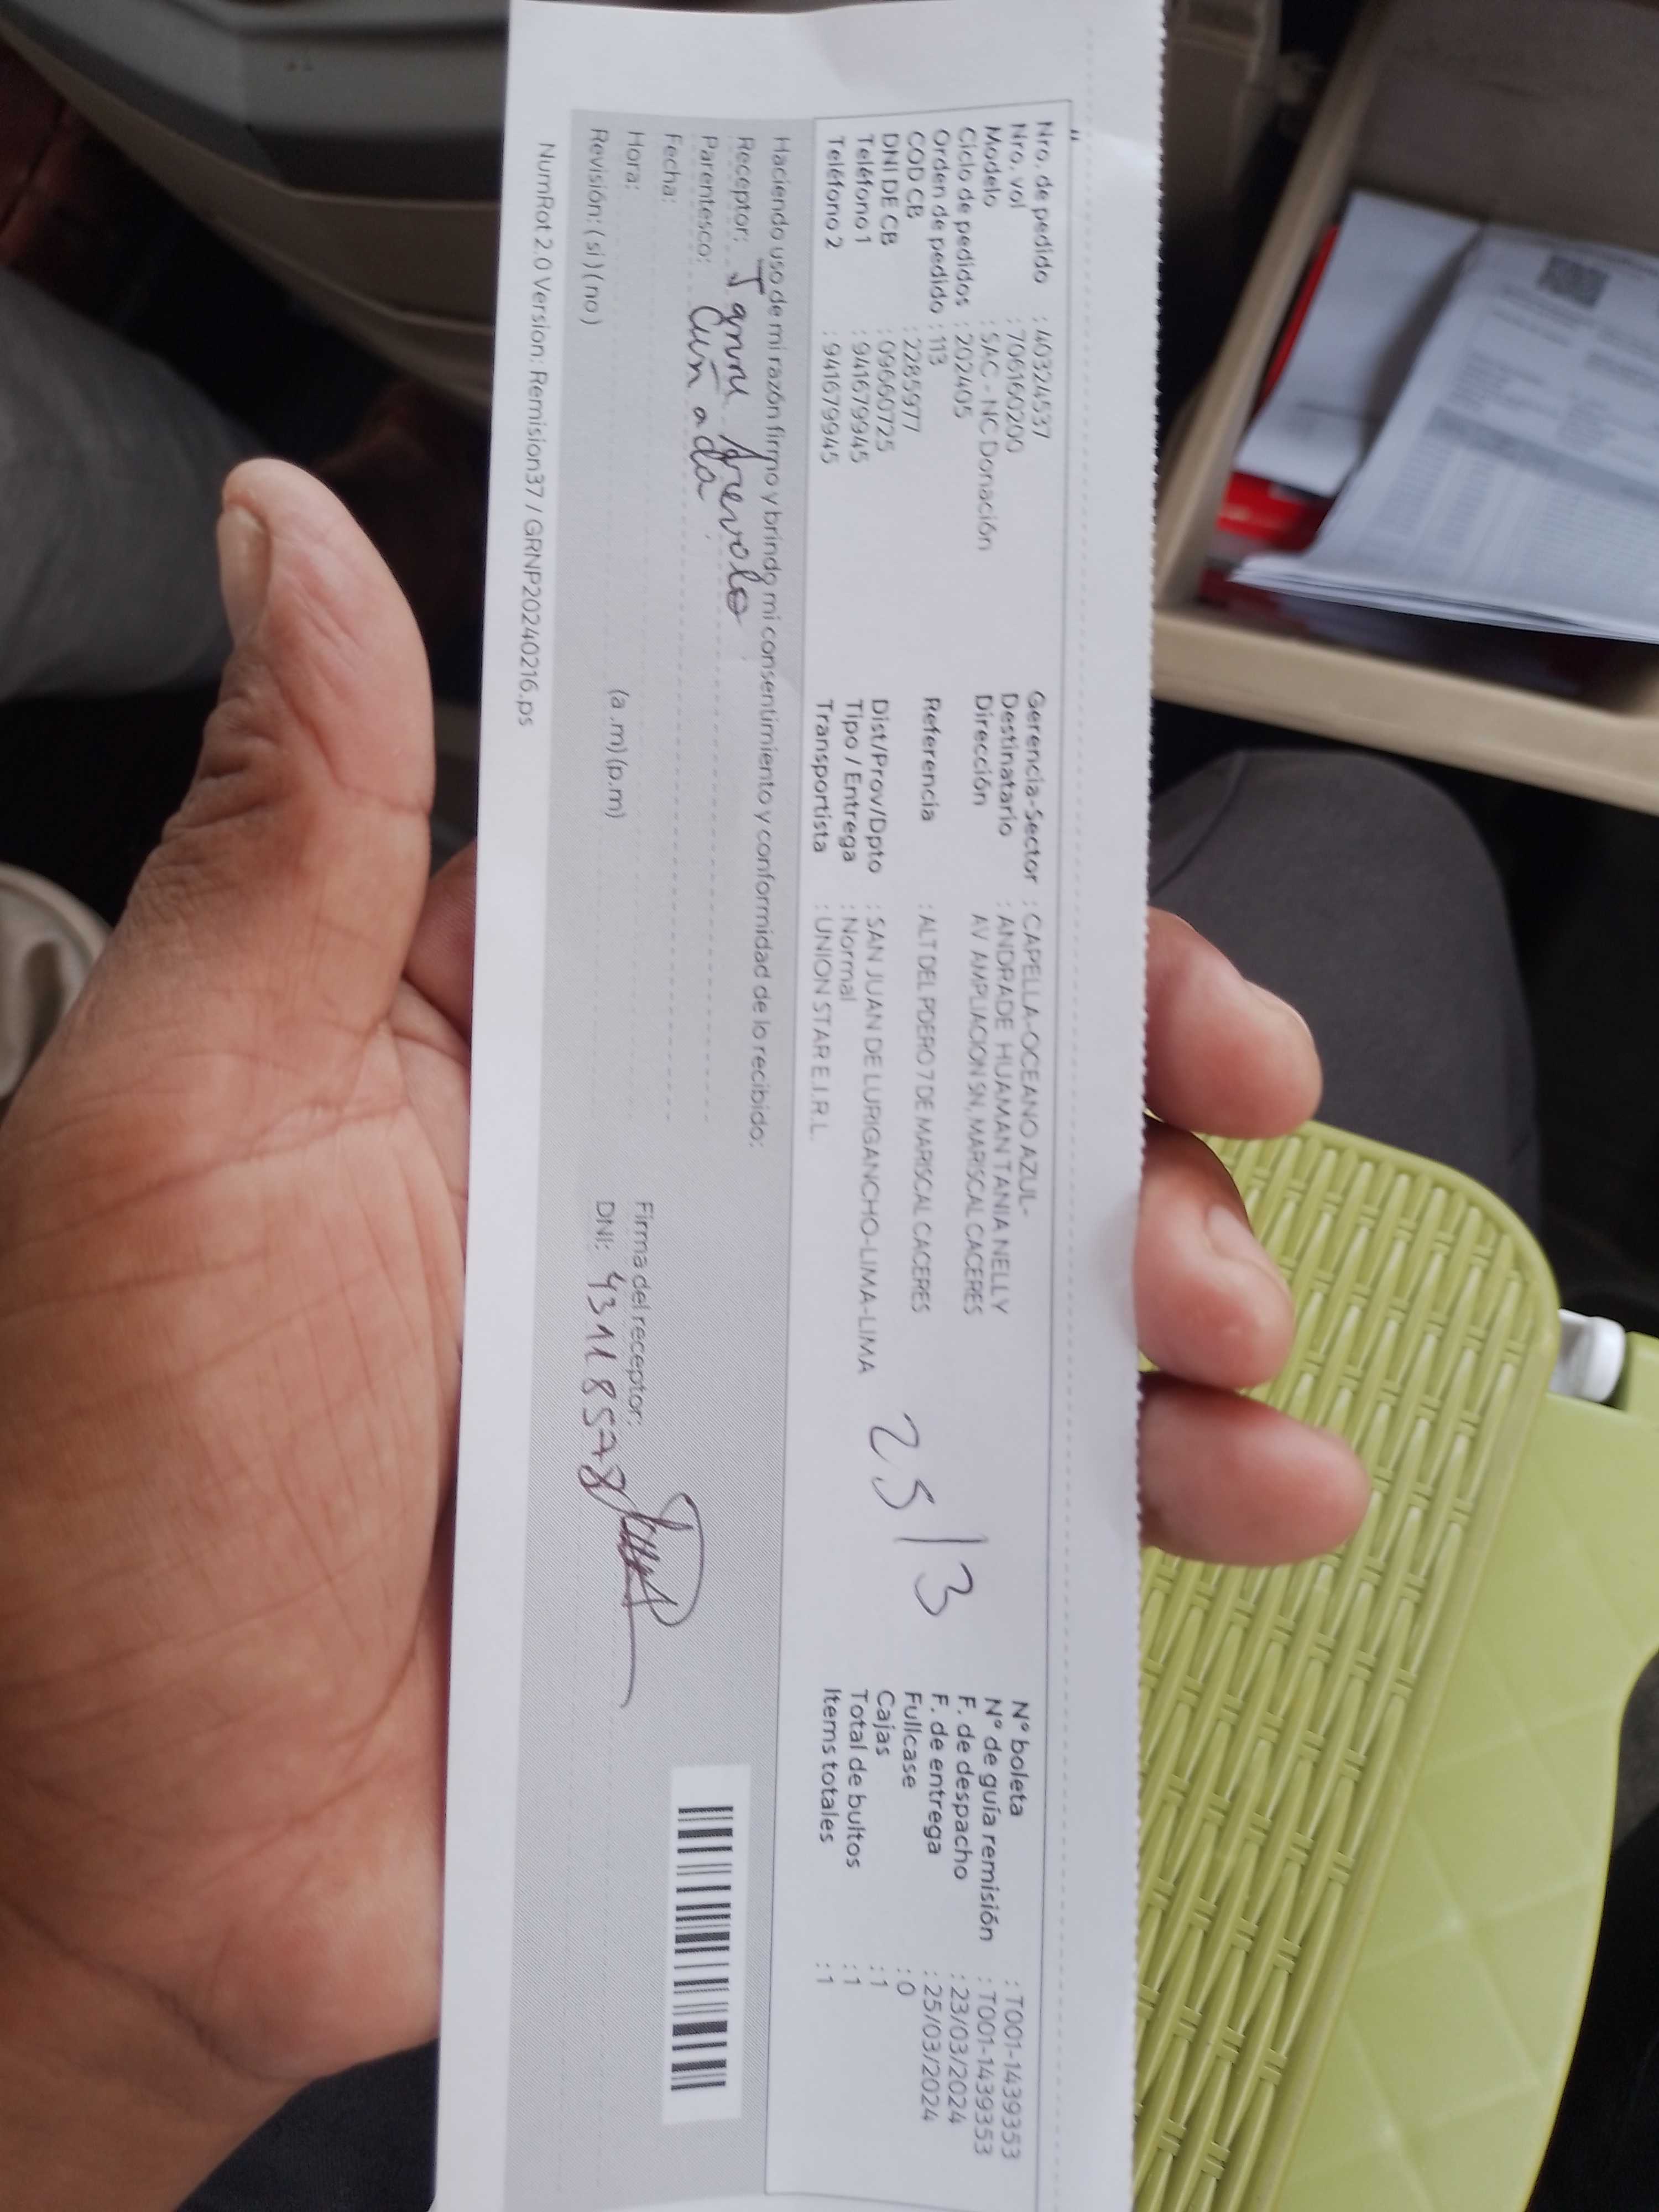 Nro. de pedido : 40324537
Nro. vol : 706160200
Modelo : SAC - NC Donación
Ciclo de pedidos : 202405
Orden de pedido : 113
COD CB : 2285977
DNI DE CB : 09660725
Teléfono 1 : 941679945
Teléfono 2 : 941679945
Gerencia-Sector : CAPELLA-OCEANO AZUL-
Destinatario : ANDRADE HUAMAN TANIA NELLY
Dirección AV AMPLIACION SN, MARISCAL CACERES
Referencia : ALT DEL PDERO 7 DE MARISCAL CACERES
Dist/Prov/Dpto : SAN JUAN DE LURIGANCHO-LIMA-LIMA
Tipo / Entrega : Normal
Transportista : UNION STAR E.I.R.L.
25/3
N° boleta : T001-1439353
N° de guía remisión : T001-1439353
F. de despacho : 23/03/2024
F. de entrega : 25/03/2024
Fullcase : 0
Cajas : 1
Total de bultos : 1
Items totales : 1
Haciendo uso de mi razón firmo y brindo mi consentimiento y conformidad de lo recibido:
Receptor: Arevolo
Parentesco: Cuñada
Fecha:
Hora: (a.m) (p.m)
Revisión: (si) (no)
Firma del receptor:
DNI: 43118578
NumRot 2.0 Version: Remision37 / GRNP20240216.ps